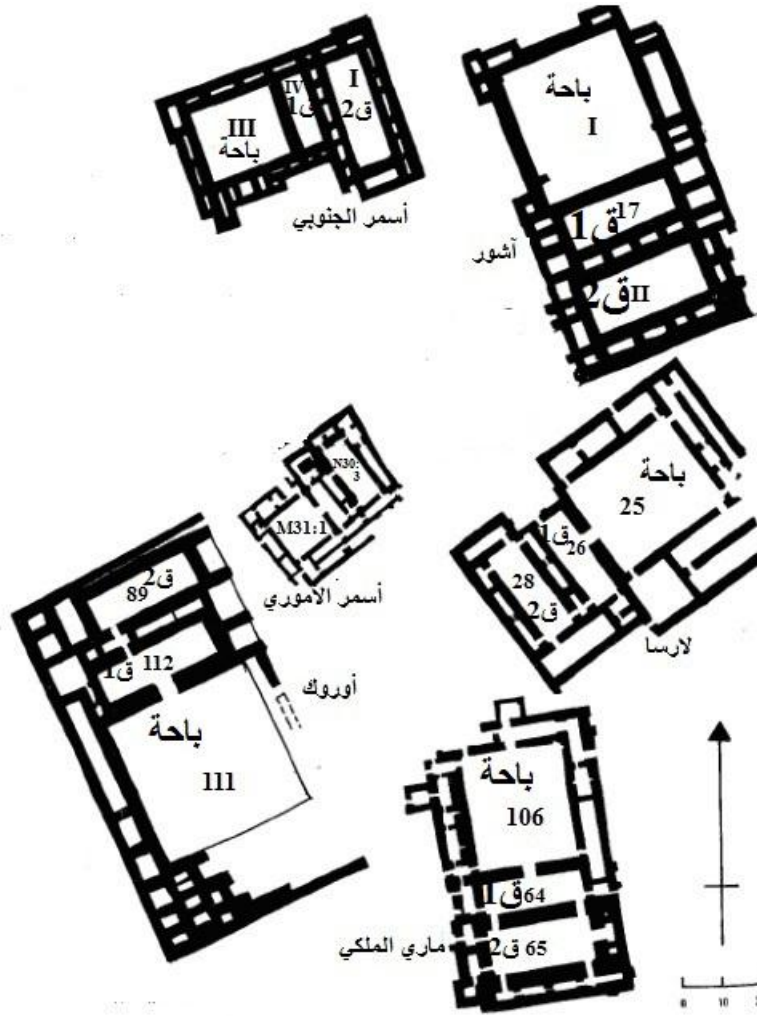 I
ق2
IV
ق1
III
باحة
أسمر الجنوبي
باحة
I
ق1 17
ق2 II
آشور
N30:
3
M31:1
أسمر الاموري
باحة
25
ق1 26
28
ق2
لارسا
ق2
89
ق1 112
باحة
111
أوروك
باحة
106
ق1 64
ق2 65
ماري الملكي
0 10